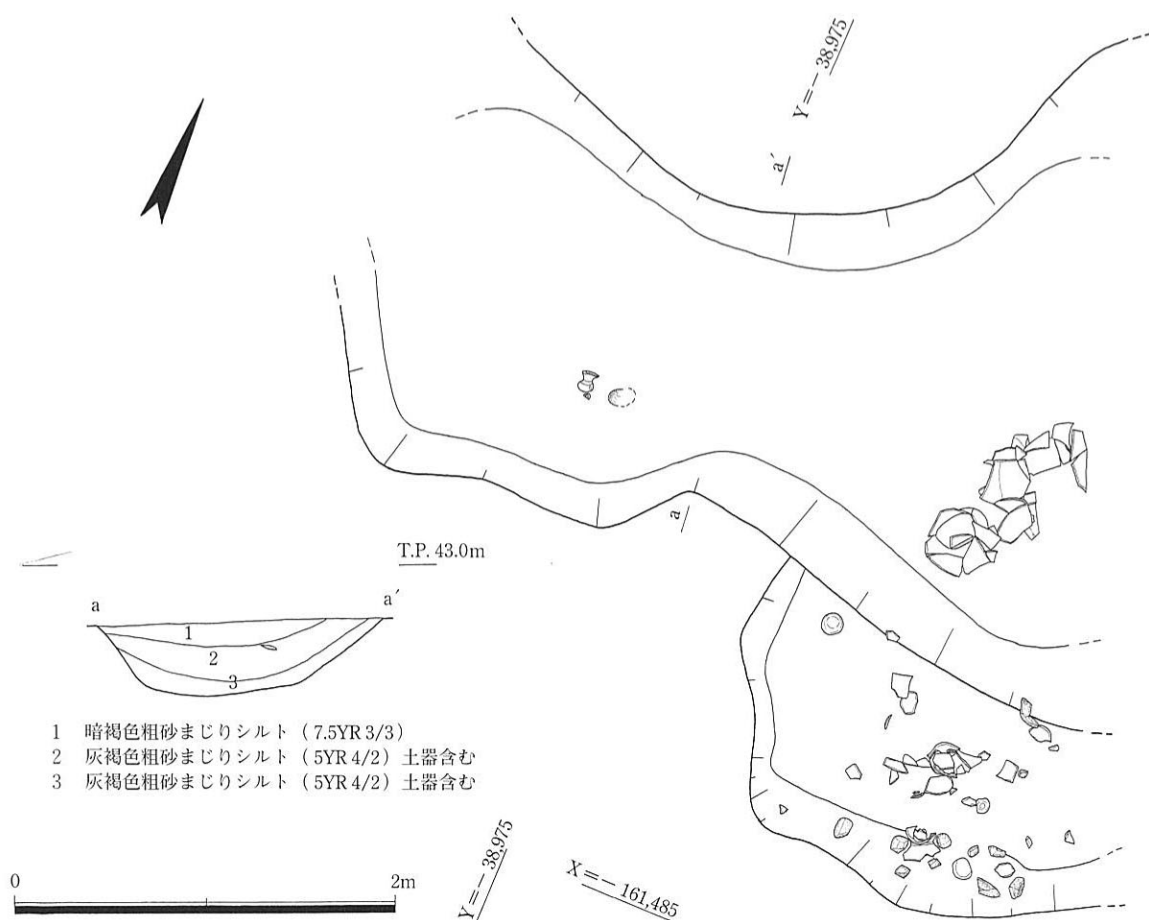 Y=－38,975
a´
a
T.P. 43.0m
a a´
1
2
3
1 暗褐色粗砂まじりシルト（7.5YR 3/3）
2 灰褐色粗砂まじりシルト（5YR 4/2）土器含む
3 灰褐色粗砂まじりシルト（5YR 4/2）土器含む
0 2m
Y=－38,975
X=－161,485